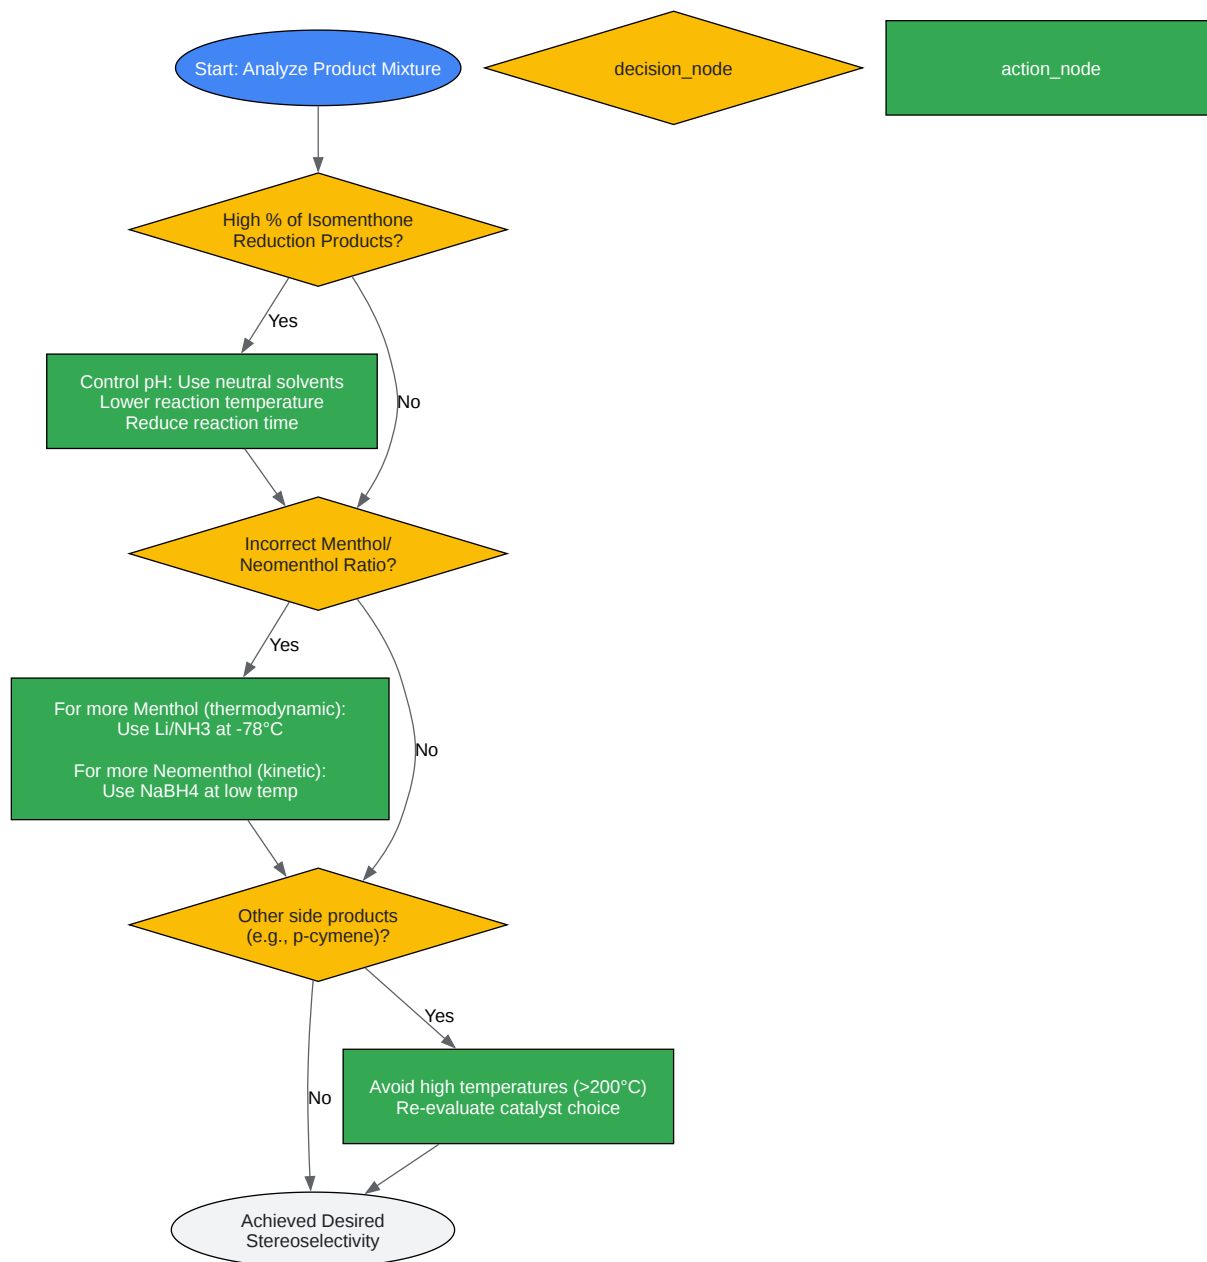 Start: Analyze Product Mixture
decision_node
action_node
High % of Isomenthone
Reduction Products?
Yes
No
Control pH: Use neutral solvents
Lower reaction temperature
Reduce reaction time
Incorrect Menthol/
Neomenthol Ratio?
Yes
No
For more Menthol (thermodynamic):
Use Li/NH3 at -78°C
For more Neomenthol (kinetic):
Use NaBH4 at low temp
Other side products
(e.g., p-cymene)?
Yes
No
Avoid high temperatures (>200°C)
Re-evaluate catalyst choice
Achieved Desired
Stereoselectivity